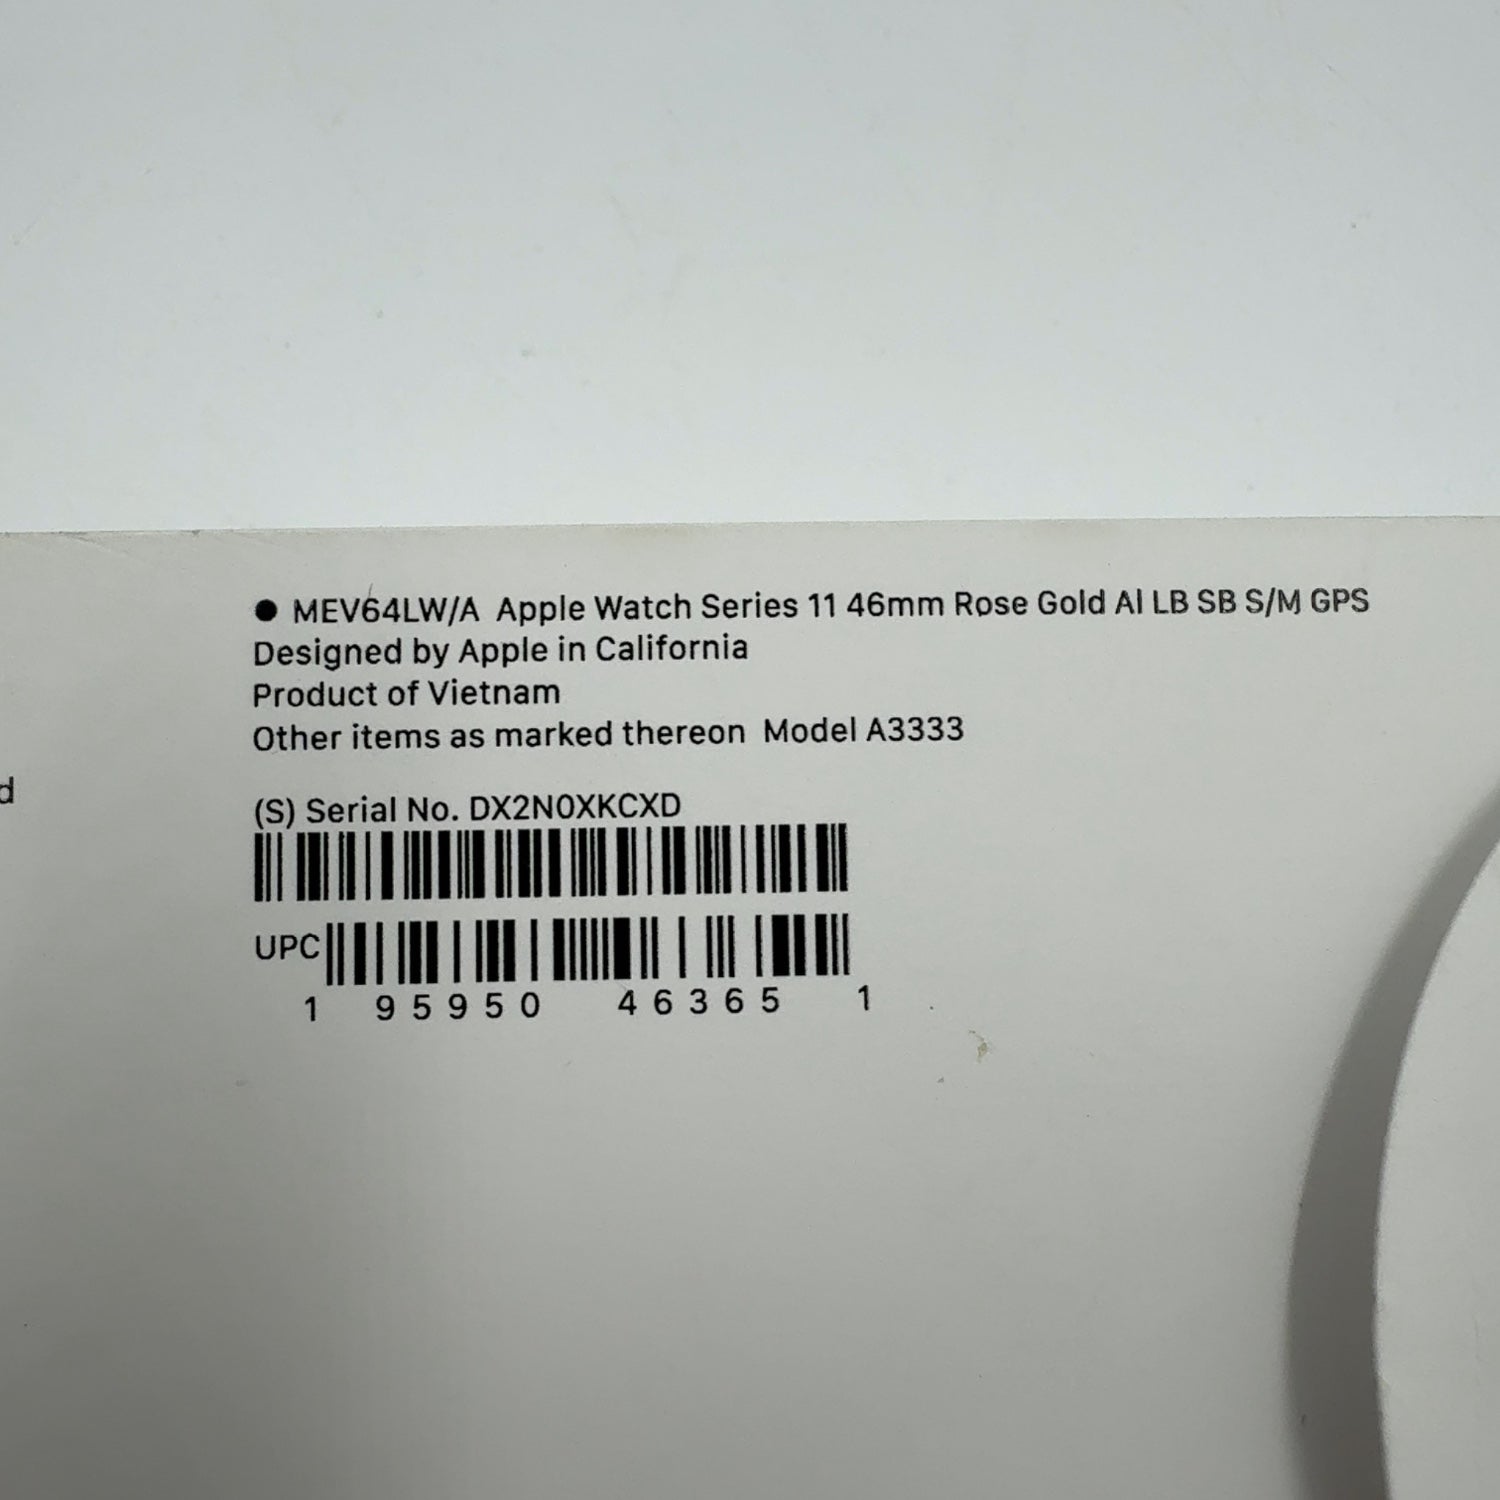 ● MEV64LW/A Apple Watch Series 11 46mm Rose Gold Al LB SB S/M GPS
Designed by Apple in California
Product of Vietnam
Other items as marked thereon Model A3333
d
(S) Serial No. DX2N0XKCXD
UPC
1 95950 46365 1